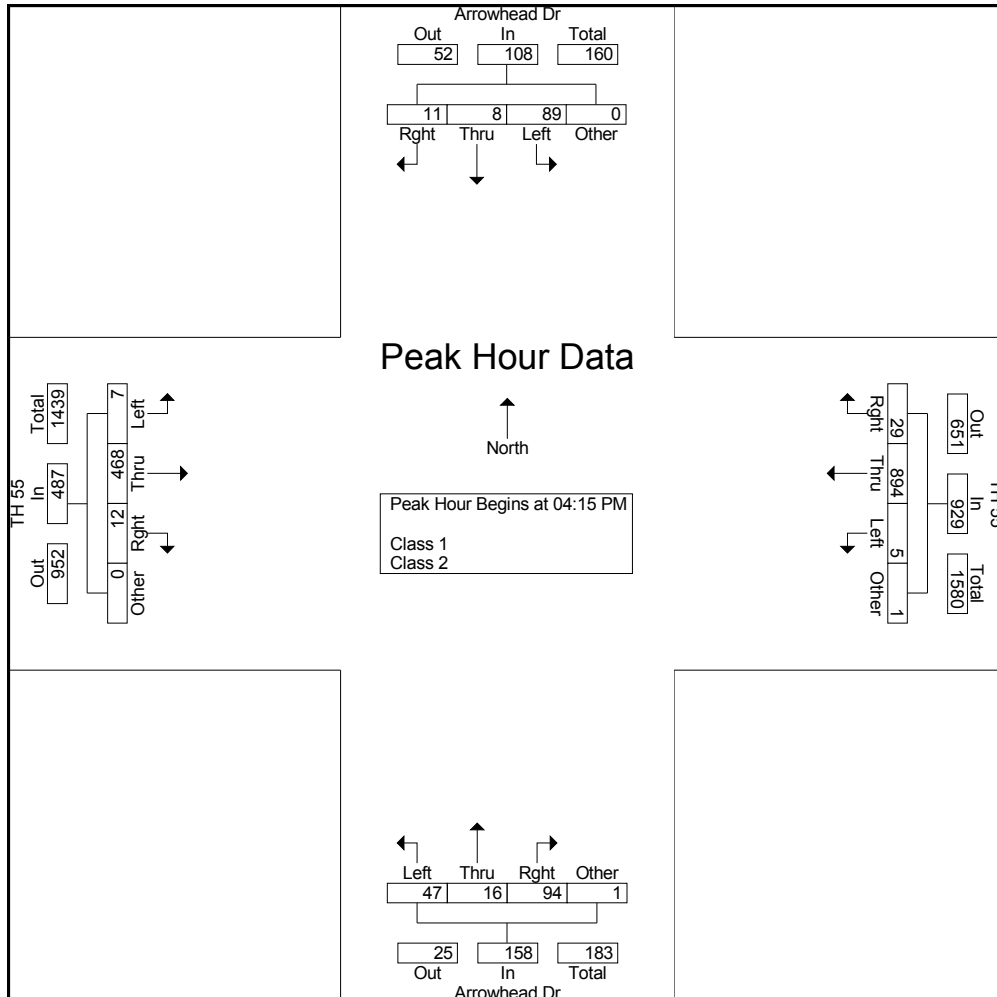 Arrowhead Dr
Out In Total
52 108 160
11 8 89 0
Rght Thru Left Other
Peak Hour Data
North
Peak Hour Begins at 04:15 PM
Class 1
Class 2
TH 55
Total In Out
1439 487 952
7 468 12 0
Left Thru Rght Other
Out In Total
651 929 1580
29 894 5 1
Rght Thru Left Other
Left Thru Rght Other
47 16 94 1
25 158 183
Out In Total
Arrowhead Dr